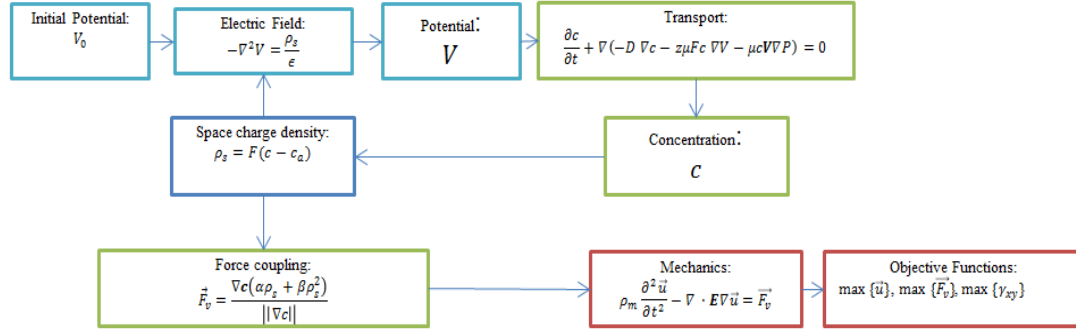 Initial Potential:
V₀
Electric Field:
−∇²V = ρₛ/ϵ
Potential:
V
Transport:
∂c/∂t + ∇(−D ∇c − zμFc ∇V − μcV∇P) = 0
Space charge density:
ρₛ = F(c − cₐ)
Concentration:
C
Force coupling:
F⃗ᵥ = ∇c(αρₛ + βρₛ²)/||∇c||
Mechanics:
ρₘ ∂²u⃗/∂t² − ∇ · E∇u⃗ = F⃗ᵥ
Objective Functions:
max {u⃗}, max {F⃗ᵥ}, max {γₓᵧ}